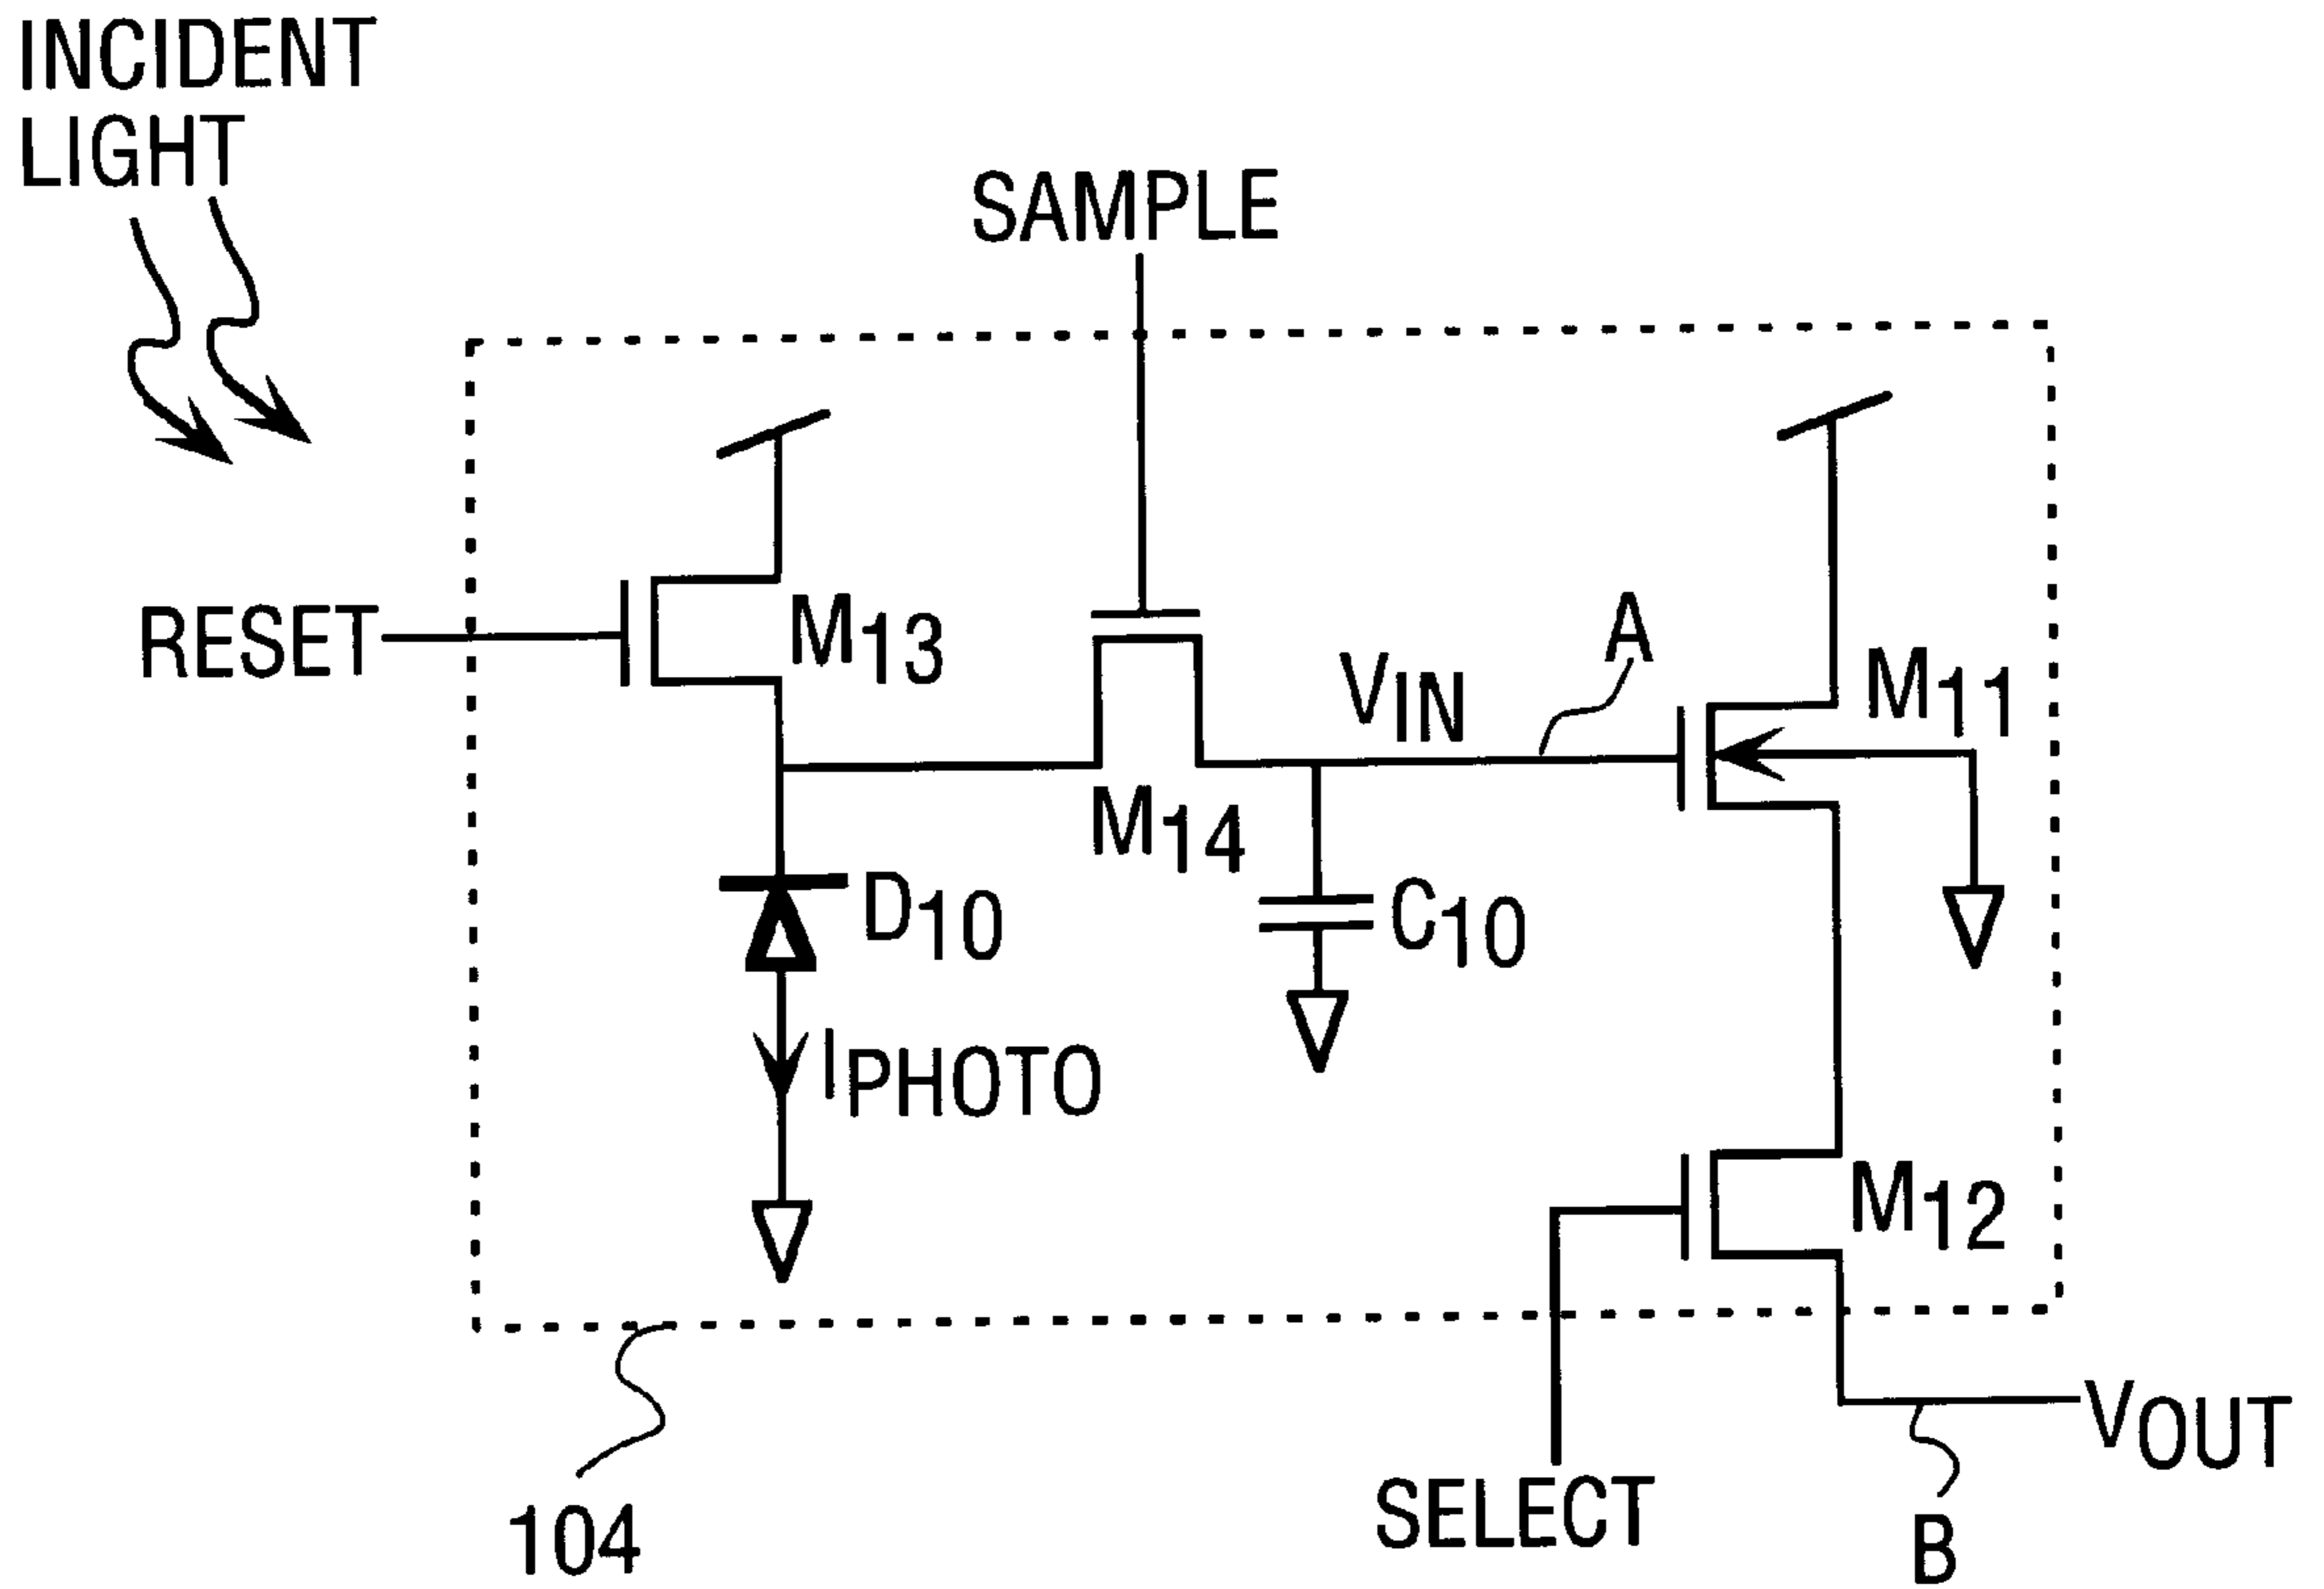 INCIDENT
LIGHT
SAMPLE
RESET
M13
VIN
A
M11
M14
D10
C10
IPHOTO
M12
VOUT
104
SELECT
B